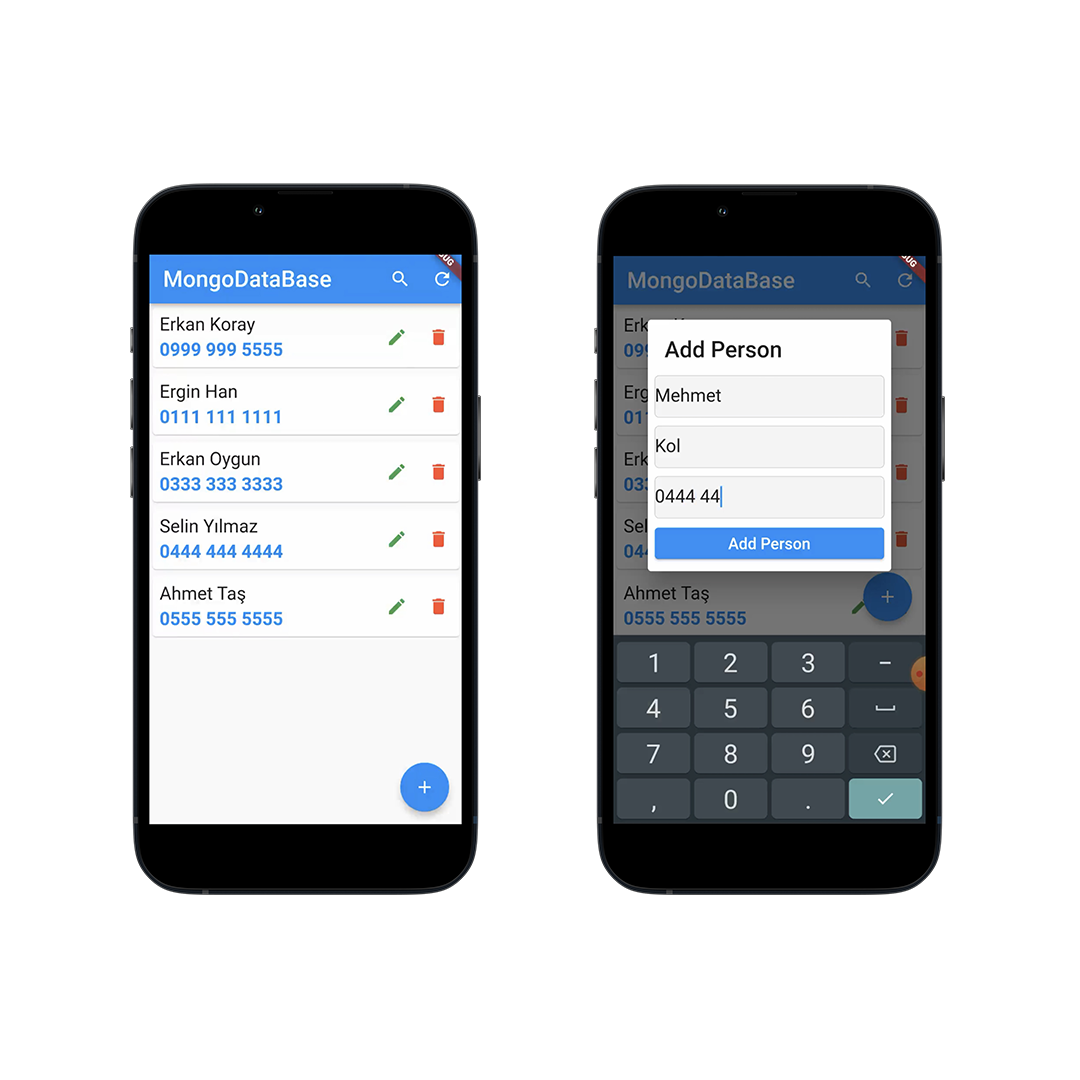 MongoDataBase
Erkan Koray
0999 999 5555
Ergin Han
0111 111 1111
Erkan Oygun
0333 333 3333
Selin Yılmaz
0444 444 4444
Ahmet Taş
0555 555 5555
+
MongoDataBase
Add Person
Mehmet
Kol
0444 44
Add Person
Erk
099
Erg
011
Erk
033
Sel
044
Ahmet Taş
0555 555 5555
+
1 2 3 –
4 5 6
7 8 9
, 0 .